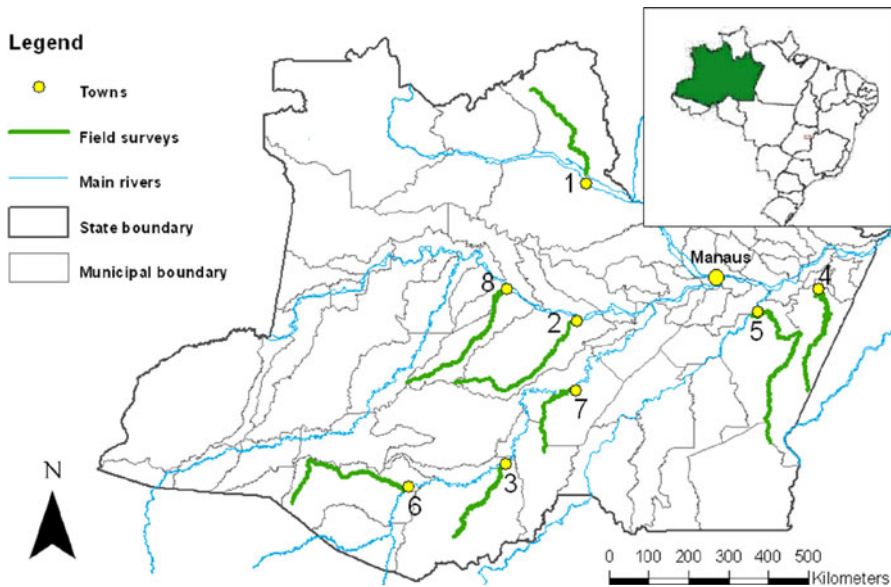 Legend
Towns
Field surveys
Main rivers
State boundary
Municipal boundary
1
Manaus
8
4
2
5
7
3
6
N
0 100 200 300 400 500
Kilometers